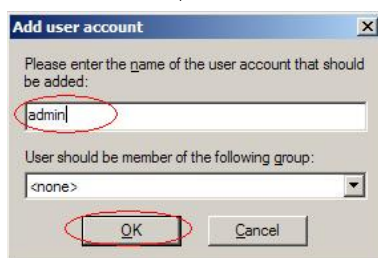 Add user account
Please enter the name of the user account that should
be added:
admin
User should be member of the following group:
<none>
OK
Cancel